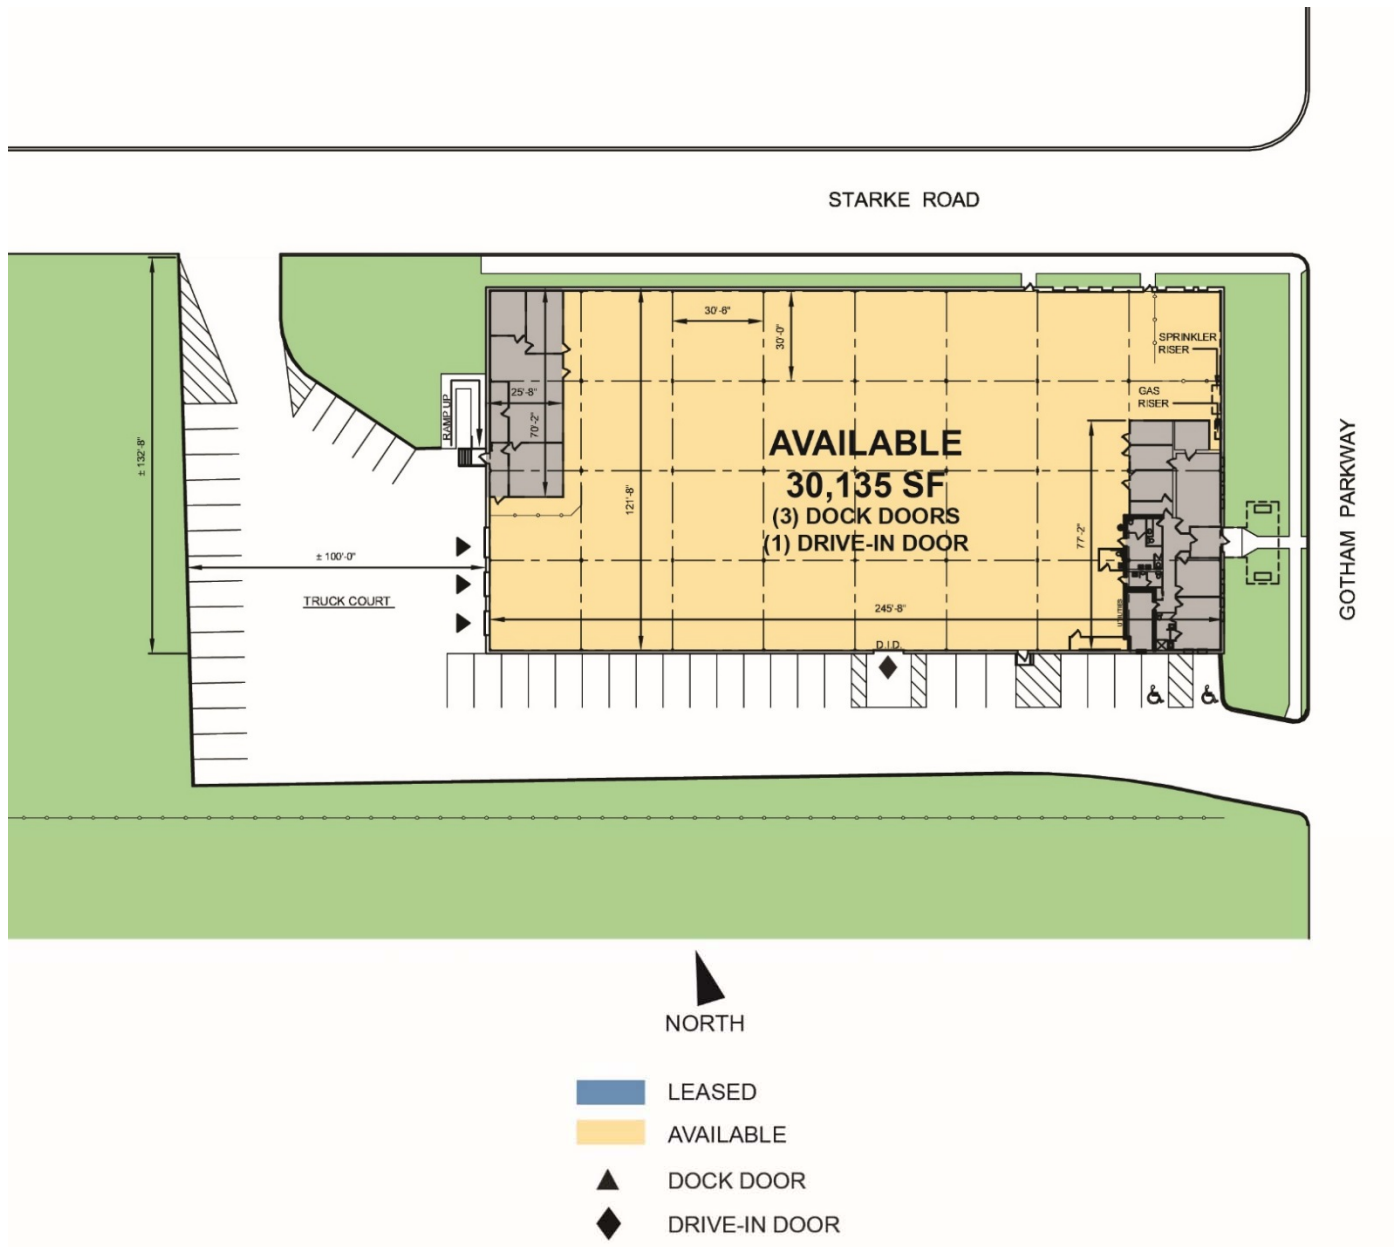 STARKE ROAD
30'-6"
30'-0"
SPRINKLER
RISER
GAS
RISER
RAMP UP
25'-8"
70'-2"
± 132'-8"
AVAILABLE
30,135 SF
(3) DOCK DOORS
(1) DRIVE-IN DOOR
121'-8"
77'-2"
GOTHAM PARKWAY
± 100'-0"
TRUCK COURT
245'-8"
UTILITIES
D.I.D.
NORTH
LEASED
AVAILABLE
DOCK DOOR
DRIVE-IN DOOR